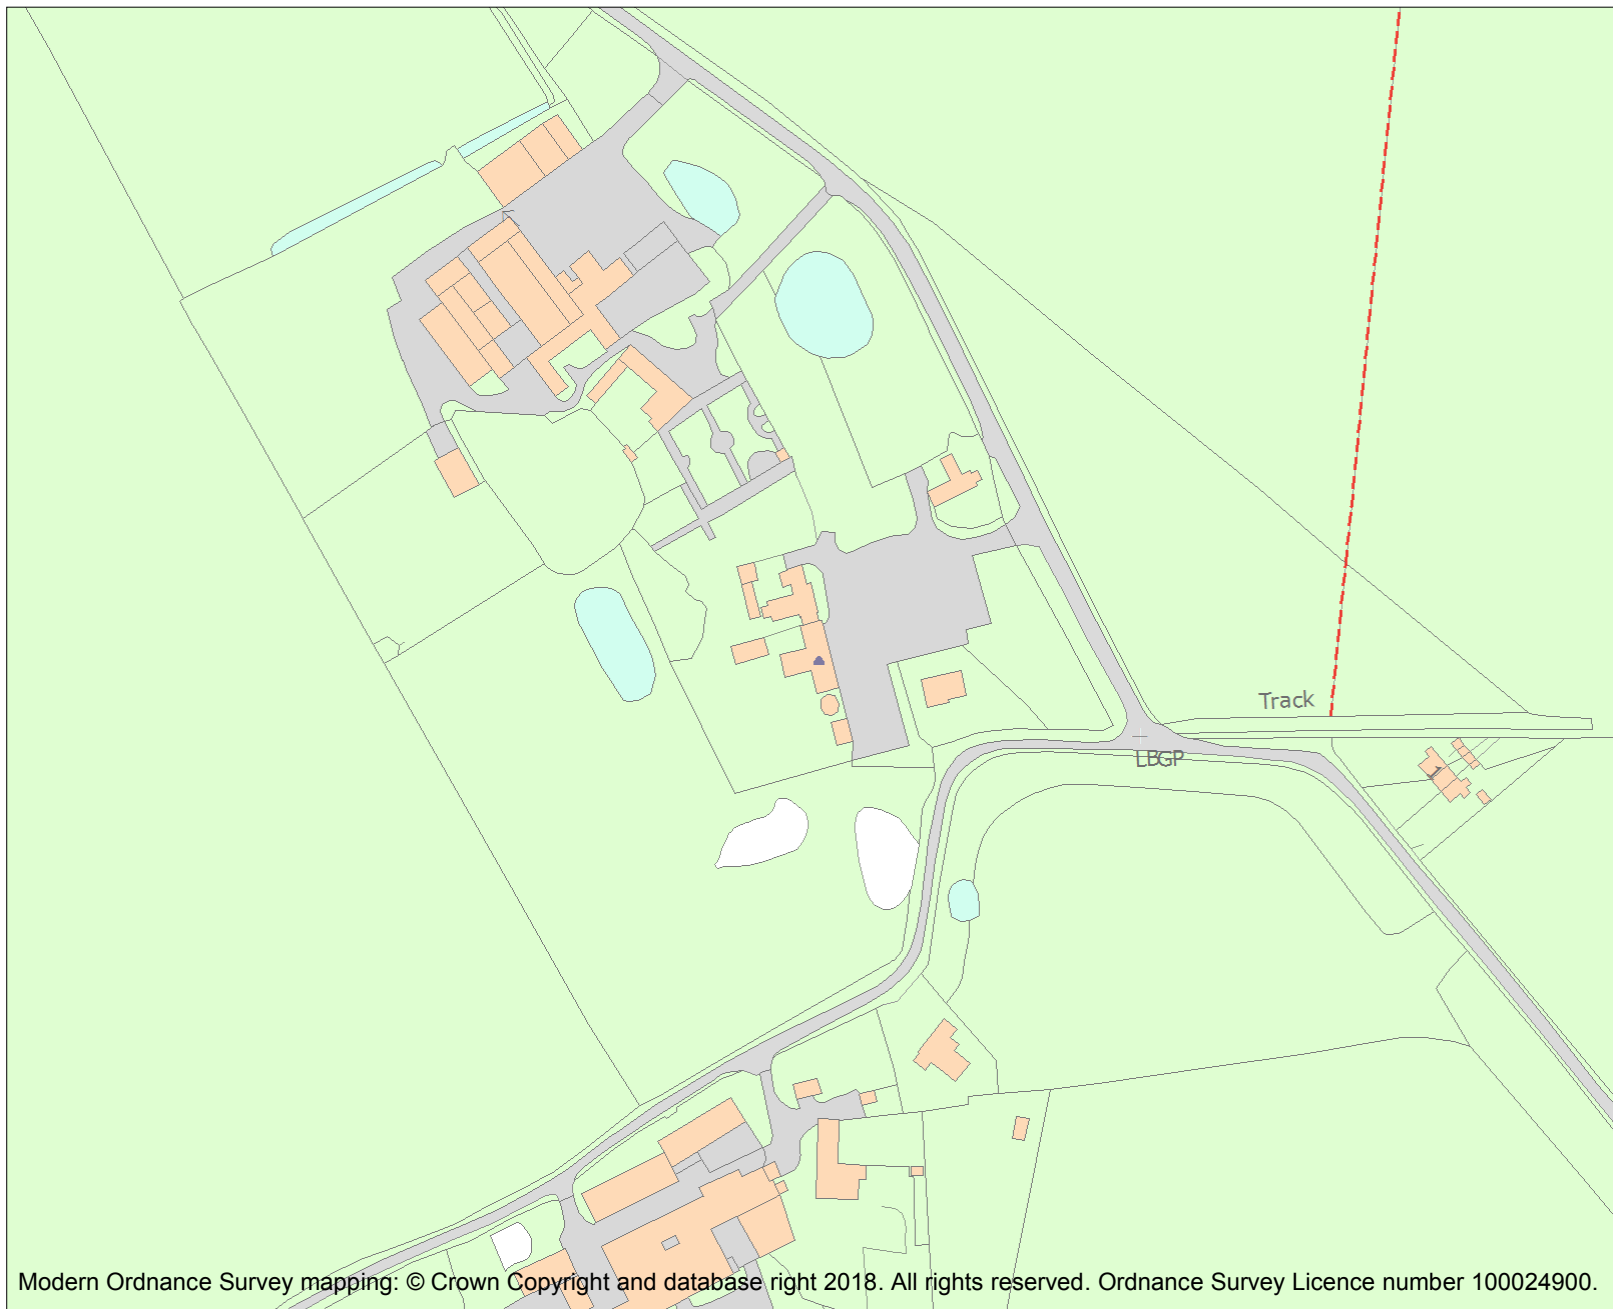 Track
LBGP
1
Modern Ordnance Survey mapping: © Crown Copyright and database right 2018. All rights reserved. Ordnance Survey Licence number 100024900.